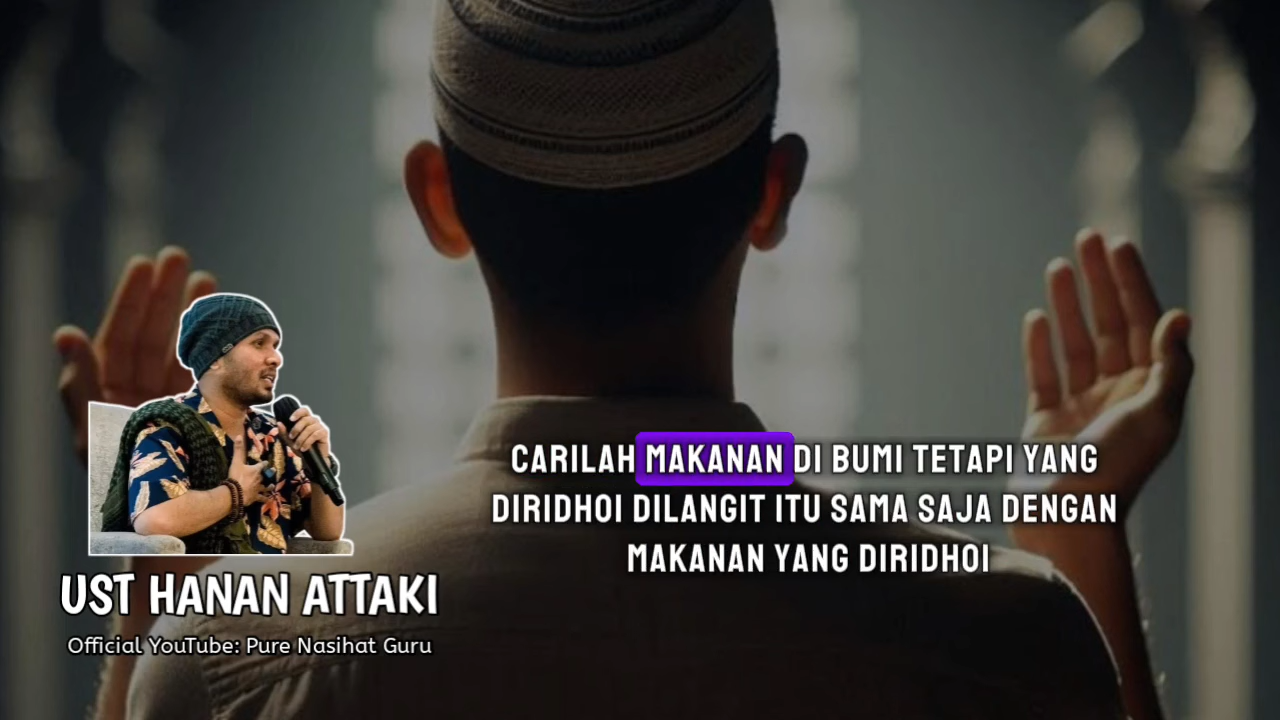 CARILAH MAKANAN DI BUMI TETAPI YANG
DIRIDHOI DILANGIT ITU SAMA SAJA DENGAN
MAKANAN YANG DIRIDHOI
UST HANAN ATTAKI
Official YouTube: Pure Nasihat Guru